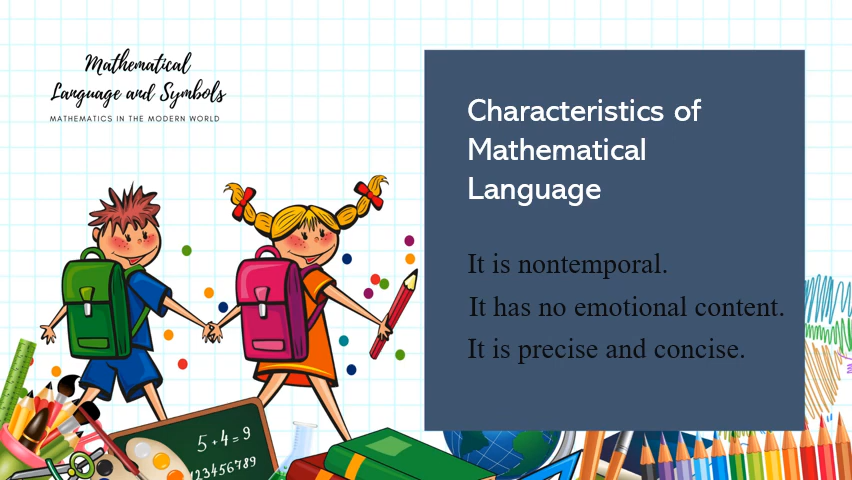 Mathematical
Language and Symbols
MATHEMATICS IN THE MODERN WORLD
Characteristics of
Mathematical
Language
It is nontemporal.
It has no emotional content.
It is precise and concise.
5+4=9
123456789